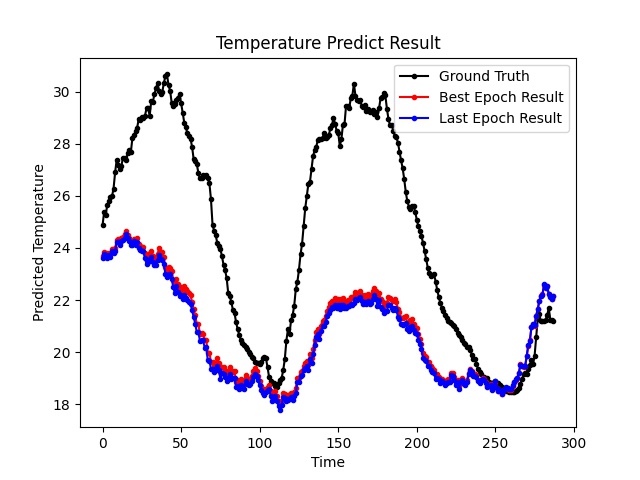 Temperature Predict Result
Ground Truth
Best Epoch Result
Last Epoch Result
Predicted Temperature
30
28
26
24
22
20
18
0
50
100
150
200
250
300
Time